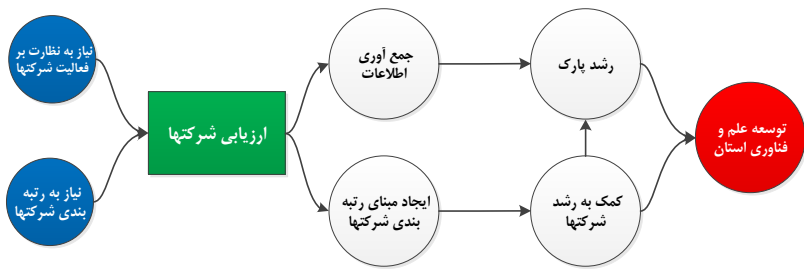 نیاز به نظارت بر
فعالیت شرکتها
نیاز به رتبه
بندی شرکتها
ارزیابی شرکتها
جمع آوری
اطلاعات
ایجاد مبنای رتبه
بندی شرکتها
رشد پارک
کمک به رشد
شرکتها
توسعه علم و
فناوری استان